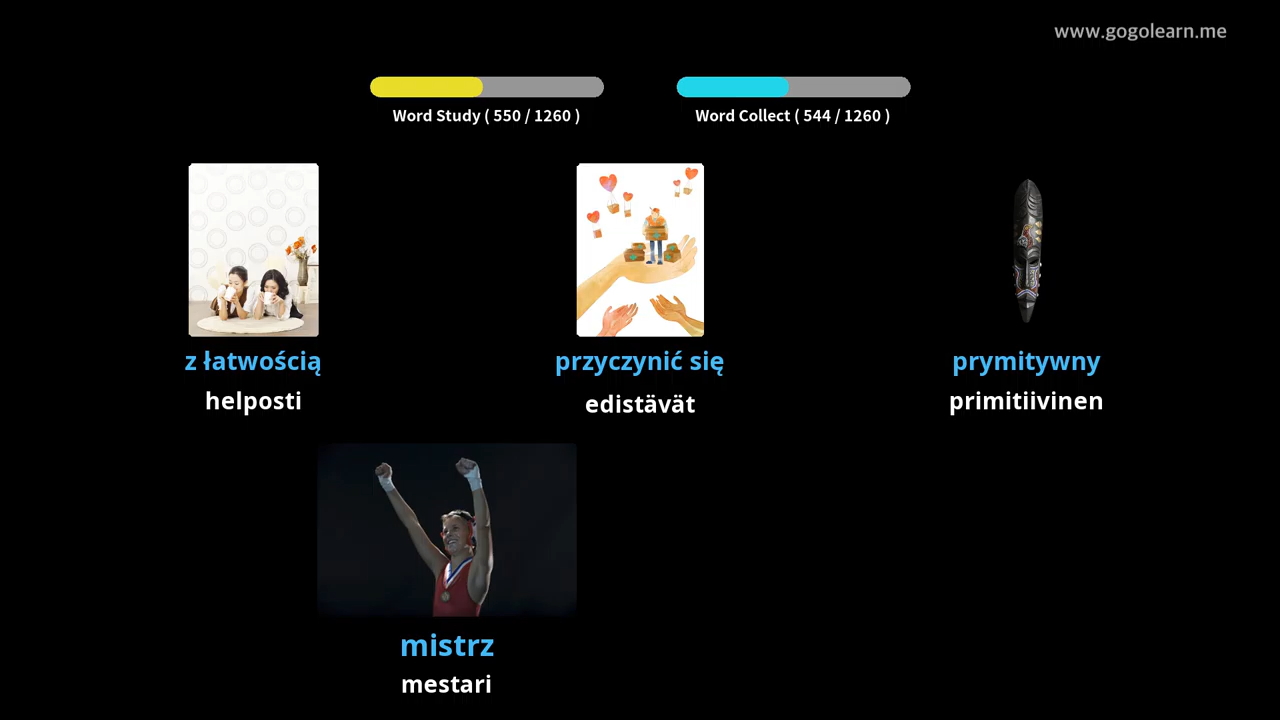 www.gogolearn.me
Word Study ( 550 / 1260 )
Word Collect ( 544 / 1260 )
z łatwością
helposti
przyczynić się
edistävät
prymitywny
primitiivinen
mistrz
mestari